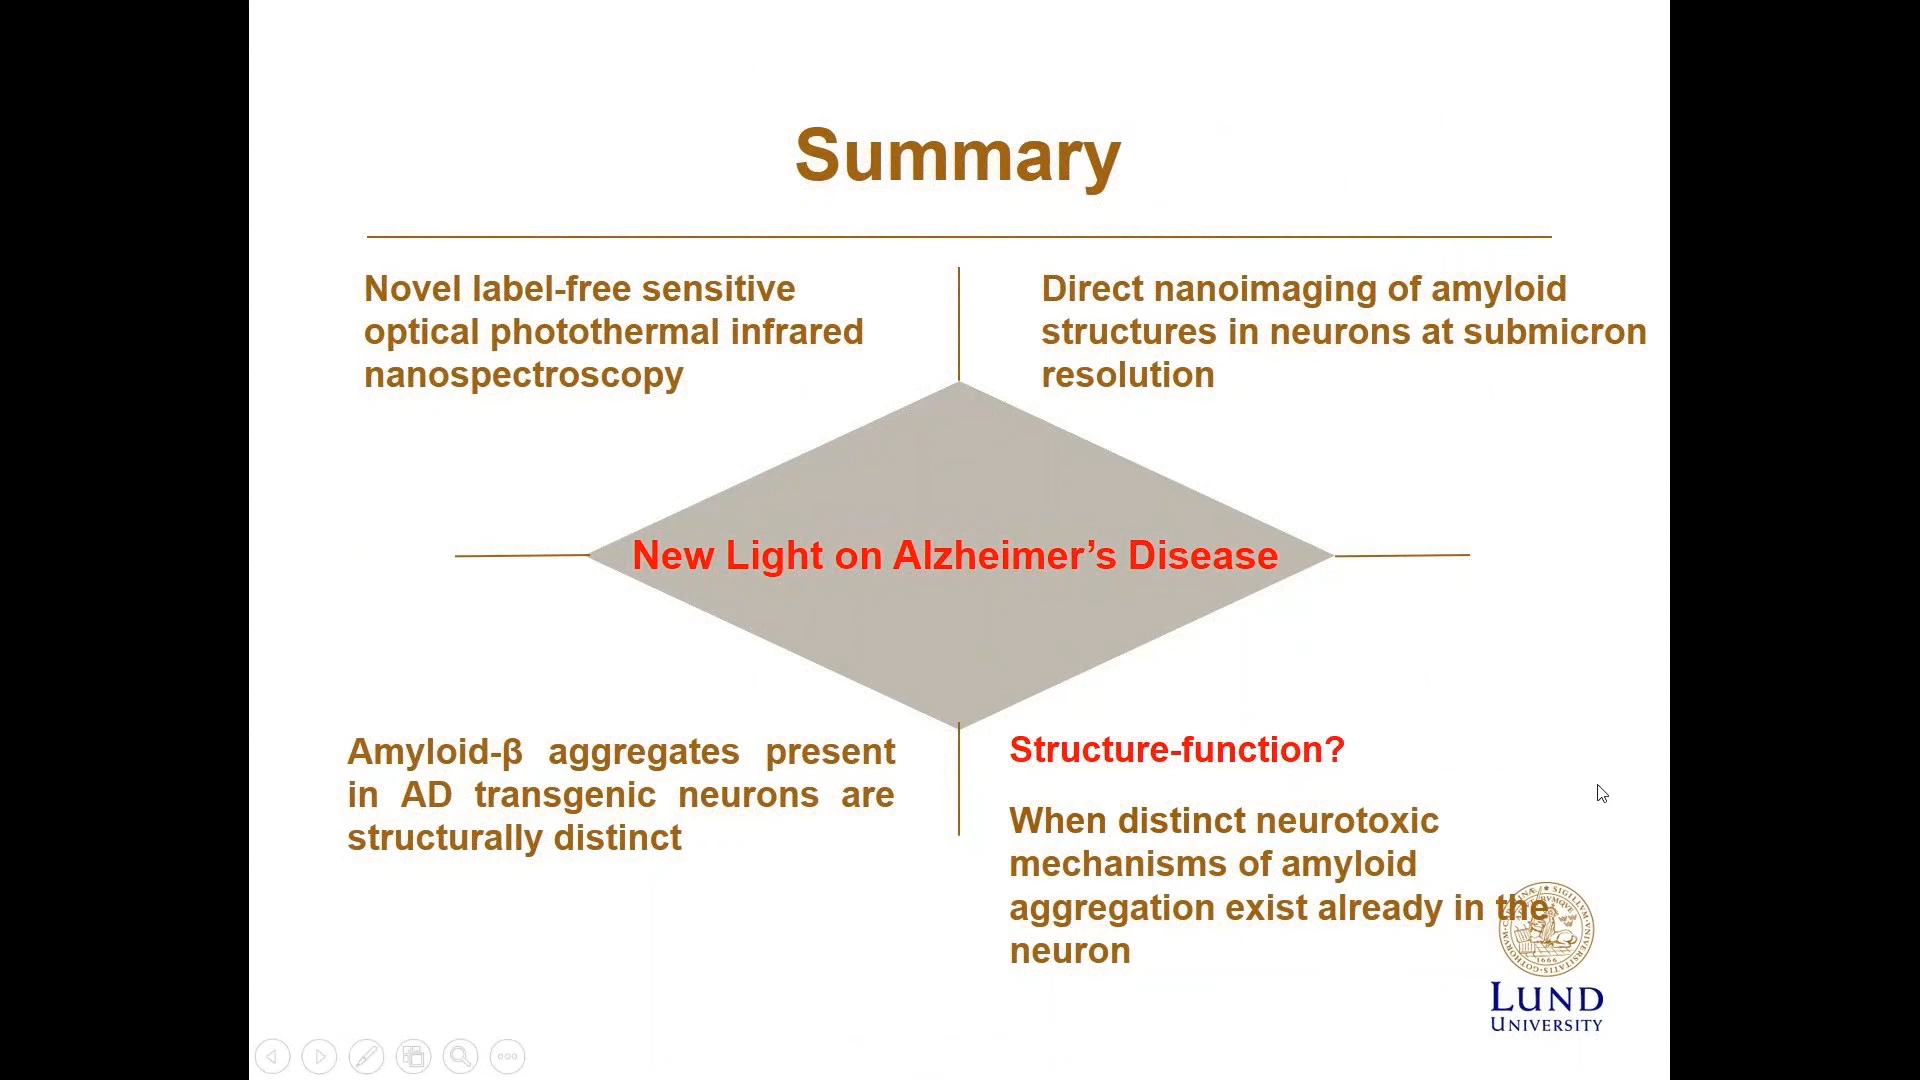 Summary
Novel label-free sensitive
optical photothermal infrared
nanospectroscopy
Direct nanoimaging of amyloid
structures in neurons at submicron
resolution
New Light on Alzheimer’s Disease
Amyloid-β aggregates present
in AD transgenic neurons are
structurally distinct
Structure-function?
When distinct neurotoxic
mechanisms of amyloid
aggregation exist already in the
neuron
1666
LUND
UNIVERSITY